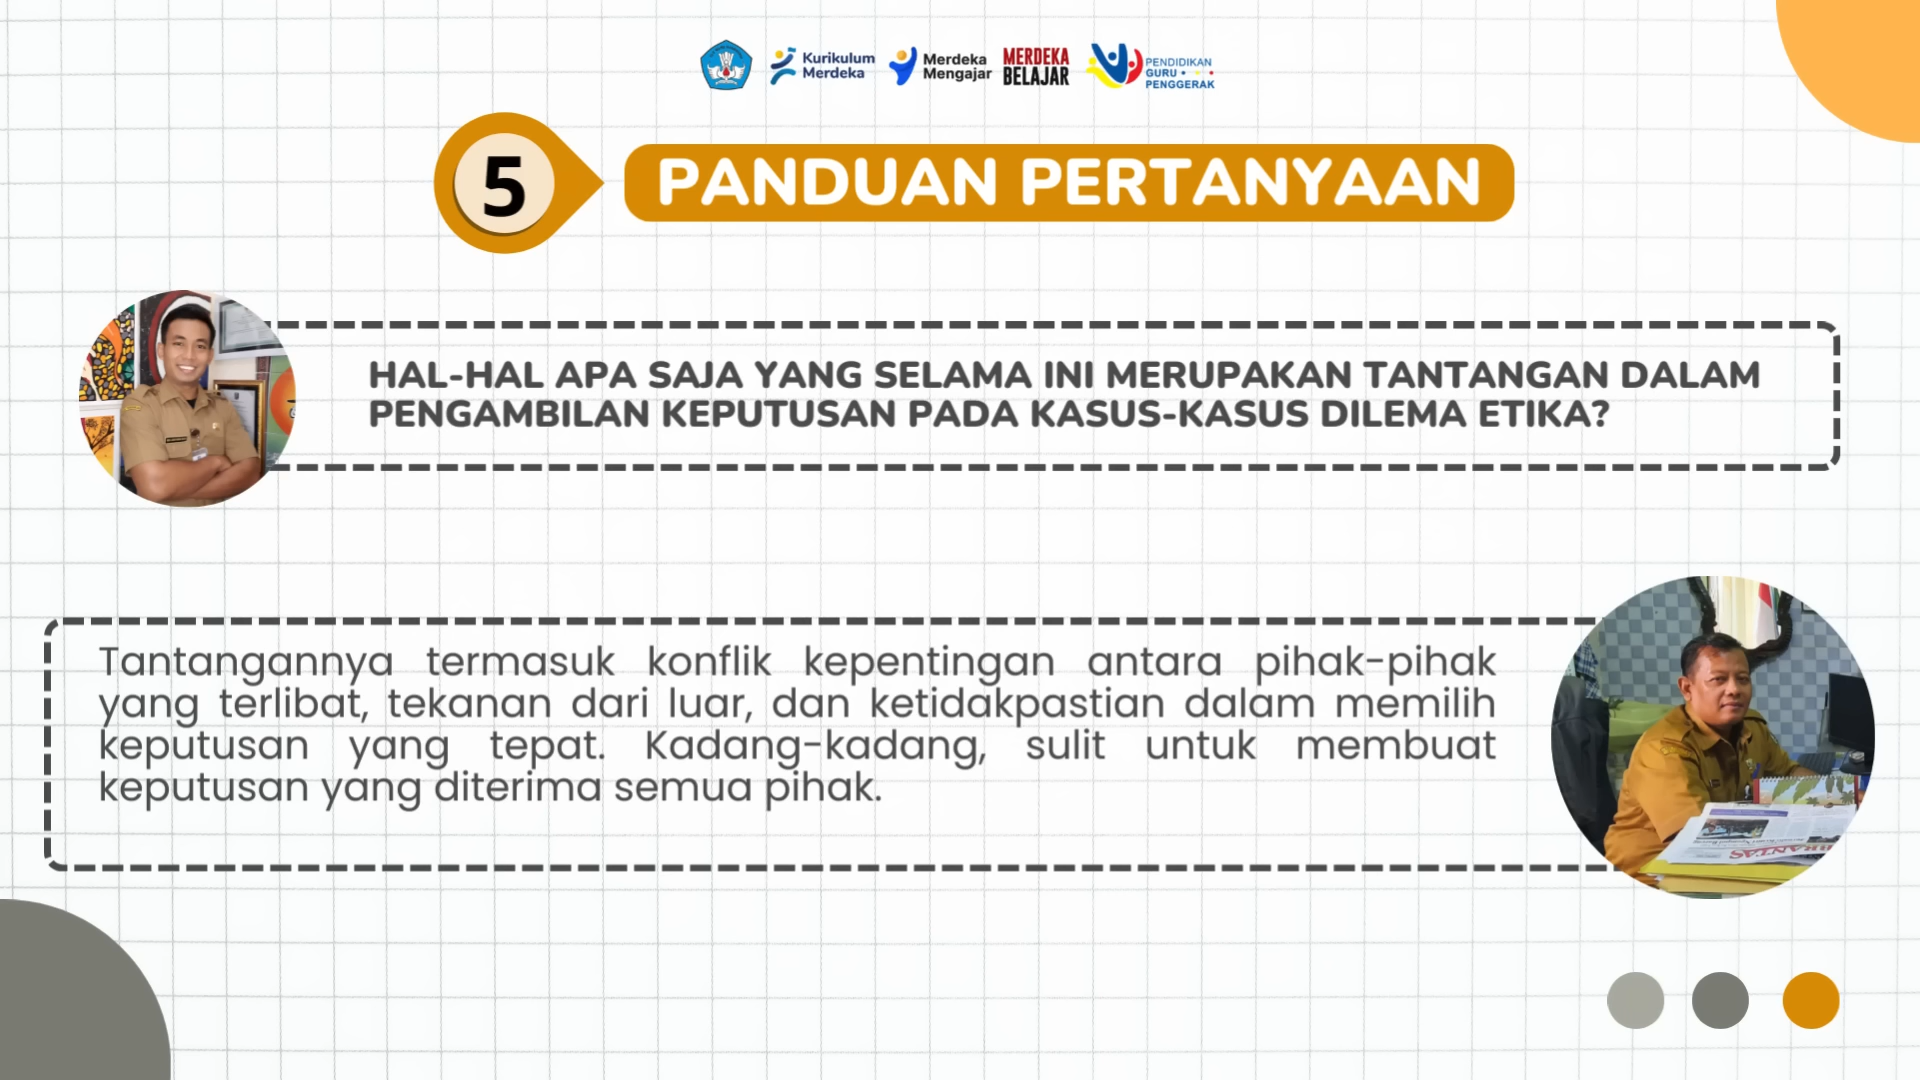 Kurikulum
Merdeka
Merdeka
Mengajar
MERDEKA
BELAJAR
PENDIDIKAN
GURU
PENGGERAK
5
PANDUAN PERTANYAAN
HAL-HAL APA SAJA YANG SELAMA INI MERUPAKAN TANTANGAN DALAM
PENGAMBILAN KEPUTUSAN PADA KASUS-KASUS DILEMA ETIKA?
Tantangannya termasuk konflik kepentingan antara pihak-pihak
yang terlibat, tekanan dari luar, dan ketidakpastian dalam memilih
keputusan yang tepat. Kadang-kadang, sulit untuk membuat
keputusan yang diterima semua pihak.